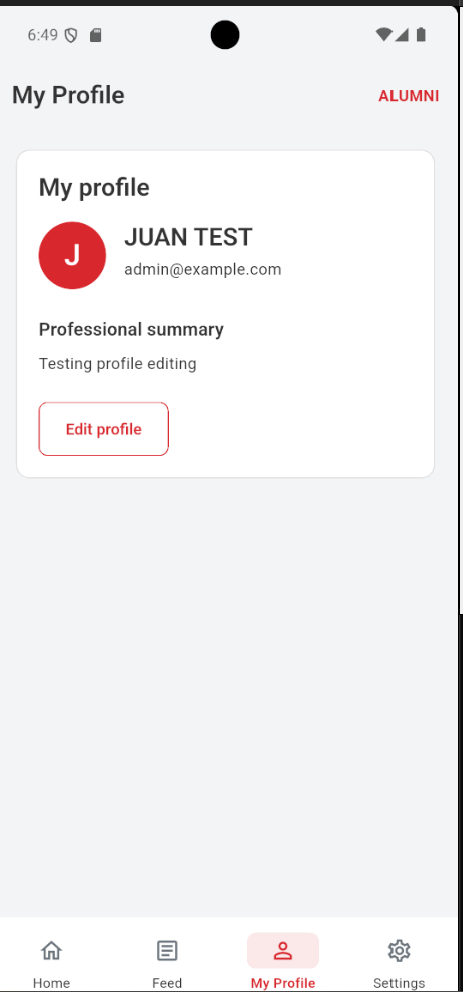 6:49
My Profile
ALUMNI
My profile
J
JUAN TEST
admin@example.com
Professional summary
Testing profile editing
Edit profile
Home
Feed
My Profile
Settings